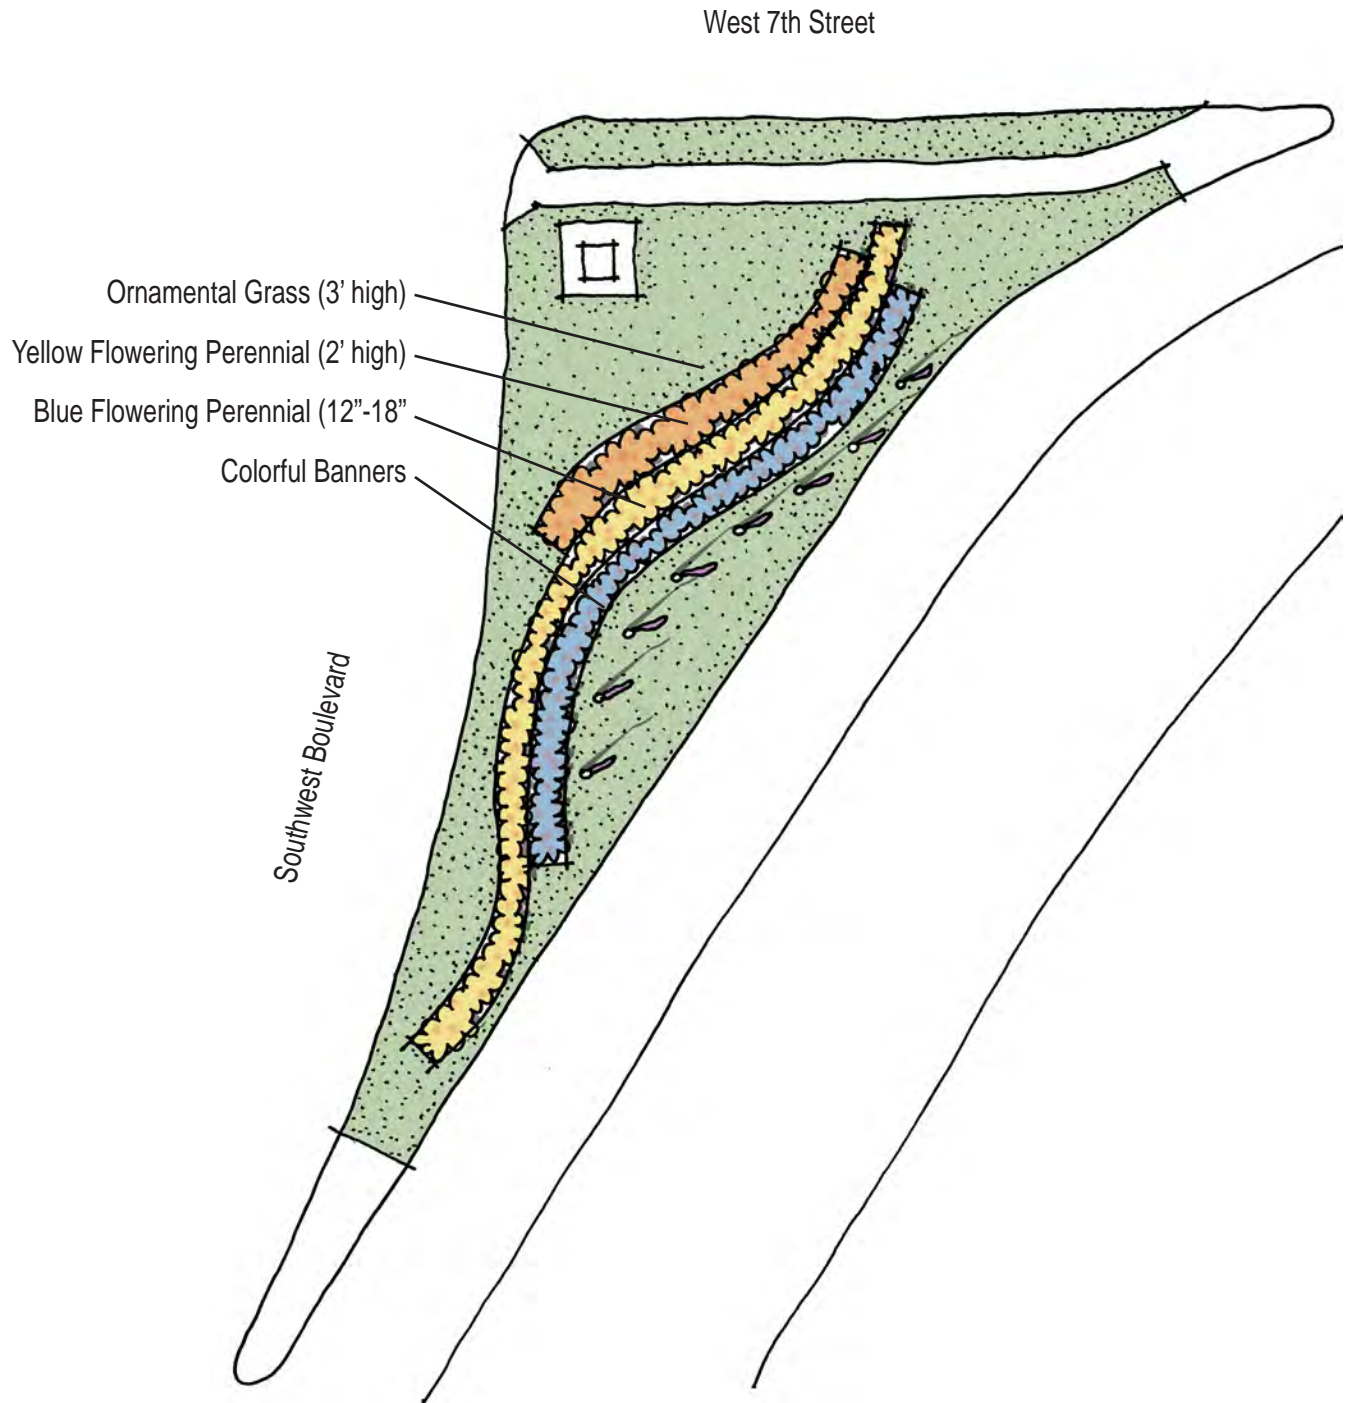 West 7th Street
Ornamental Grass (3’ high)
Yellow Flowering Perennial (2’ high)
Blue Flowering Perennial (12”-18”
Colorful Banners
Southwest Boulevard